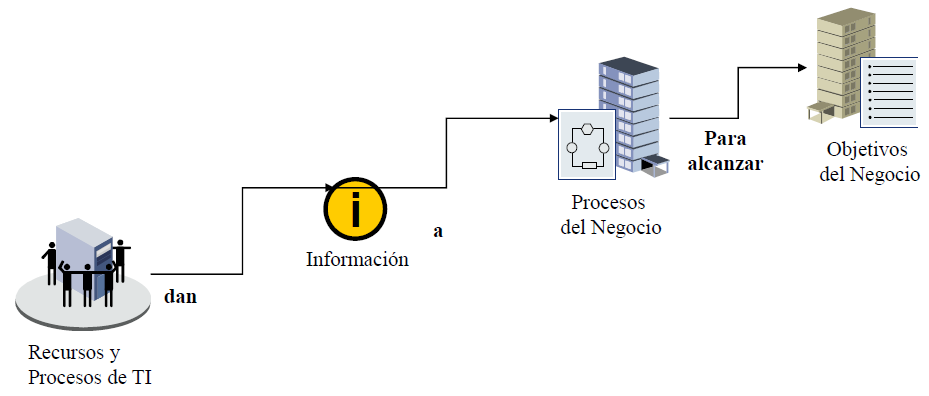 Recursos y
Procesos de TI
dan
i
Información
a
Procesos
del Negocio
Para
alcanzar
Objetivos
del Negocio